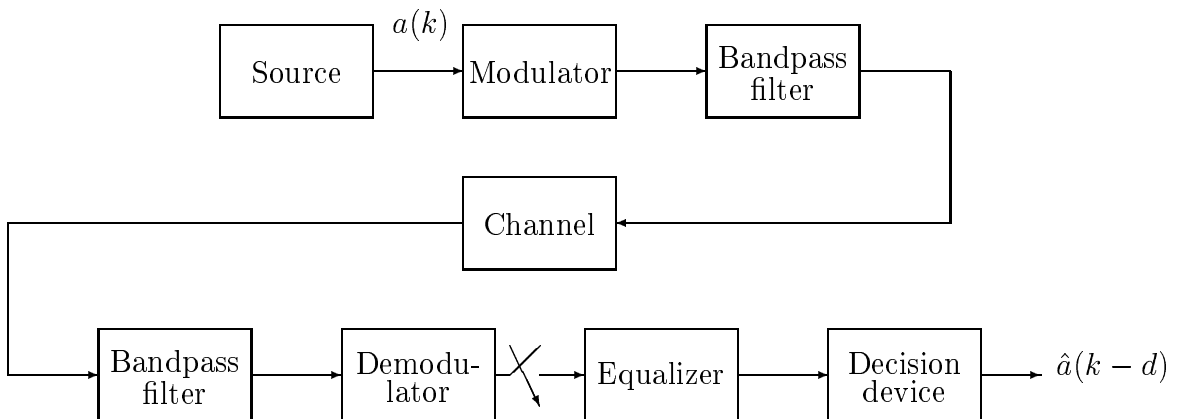 a(k)
Source
Modulator
Bandpass
filter
Channel
Bandpass
filter
Demodu-
lator
Equalizer
Decision
device
â(k − d)